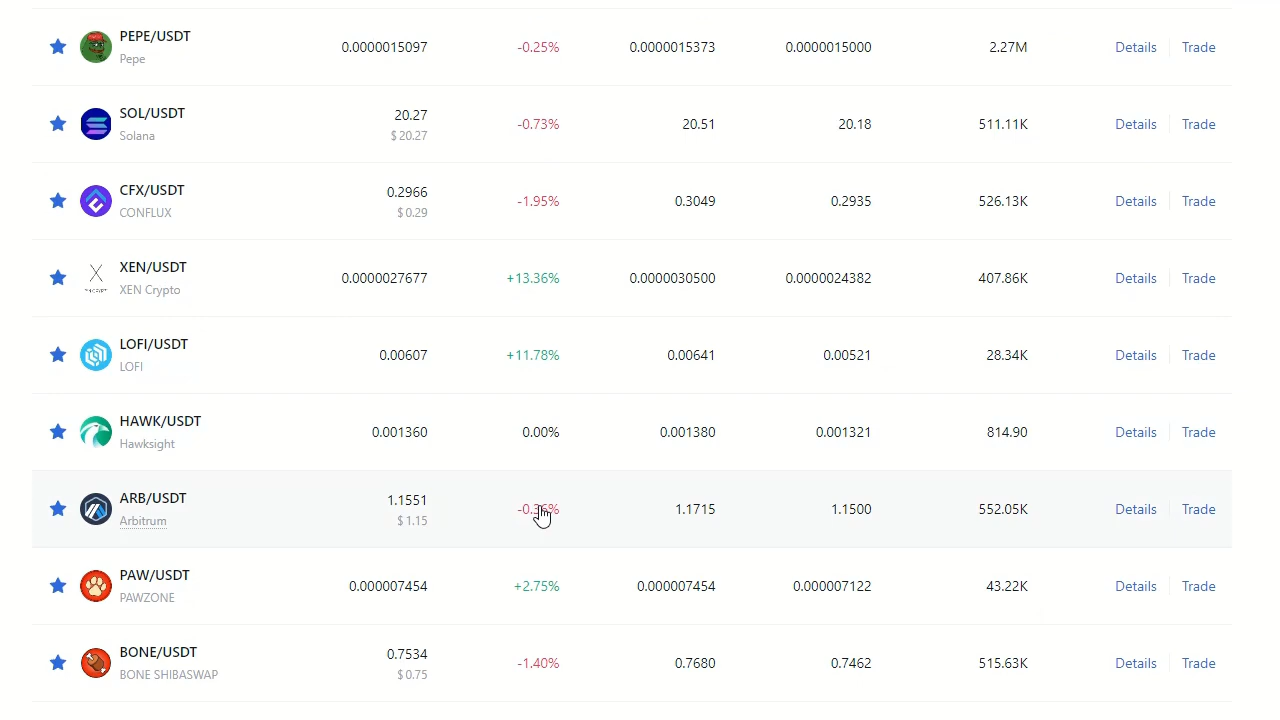 PEPE/USDT
Pepe
0.0000015097 -0.25% 0.0000015373 0.0000015000 2.27M Details Trade
SOL/USDT
Solana
20.27
$ 20.27
-0.73% 20.51 20.18 511.11K Details Trade
CFX/USDT
CONFLUX
0.2966
$ 0.29
-1.95% 0.3049 0.2935 526.13K Details Trade
XEN/USDT
XEN Crypto
0.0000027677 +13.36% 0.0000030500 0.0000024382 407.86K Details Trade
LOFI/USDT
LOFI
0.00607 +11.78% 0.00641 0.00521 28.34K Details Trade
HAWK/USDT
Hawksight
0.001360 0.00% 0.001380 0.001321 814.90 Details Trade
ARB/USDT
Arbitrum
1.1551
$ 1.15
1.1715 1.1500 552.05K Details Trade
PAW/USDT
PAWZONE
0.000007454 +2.75% 0.000007454 0.000007122 43.22K Details Trade
BONE/USDT
BONE SHIBASWAP
0.7534
$ 0.75
-1.40% 0.7680 0.7462 515.63K Details Trade